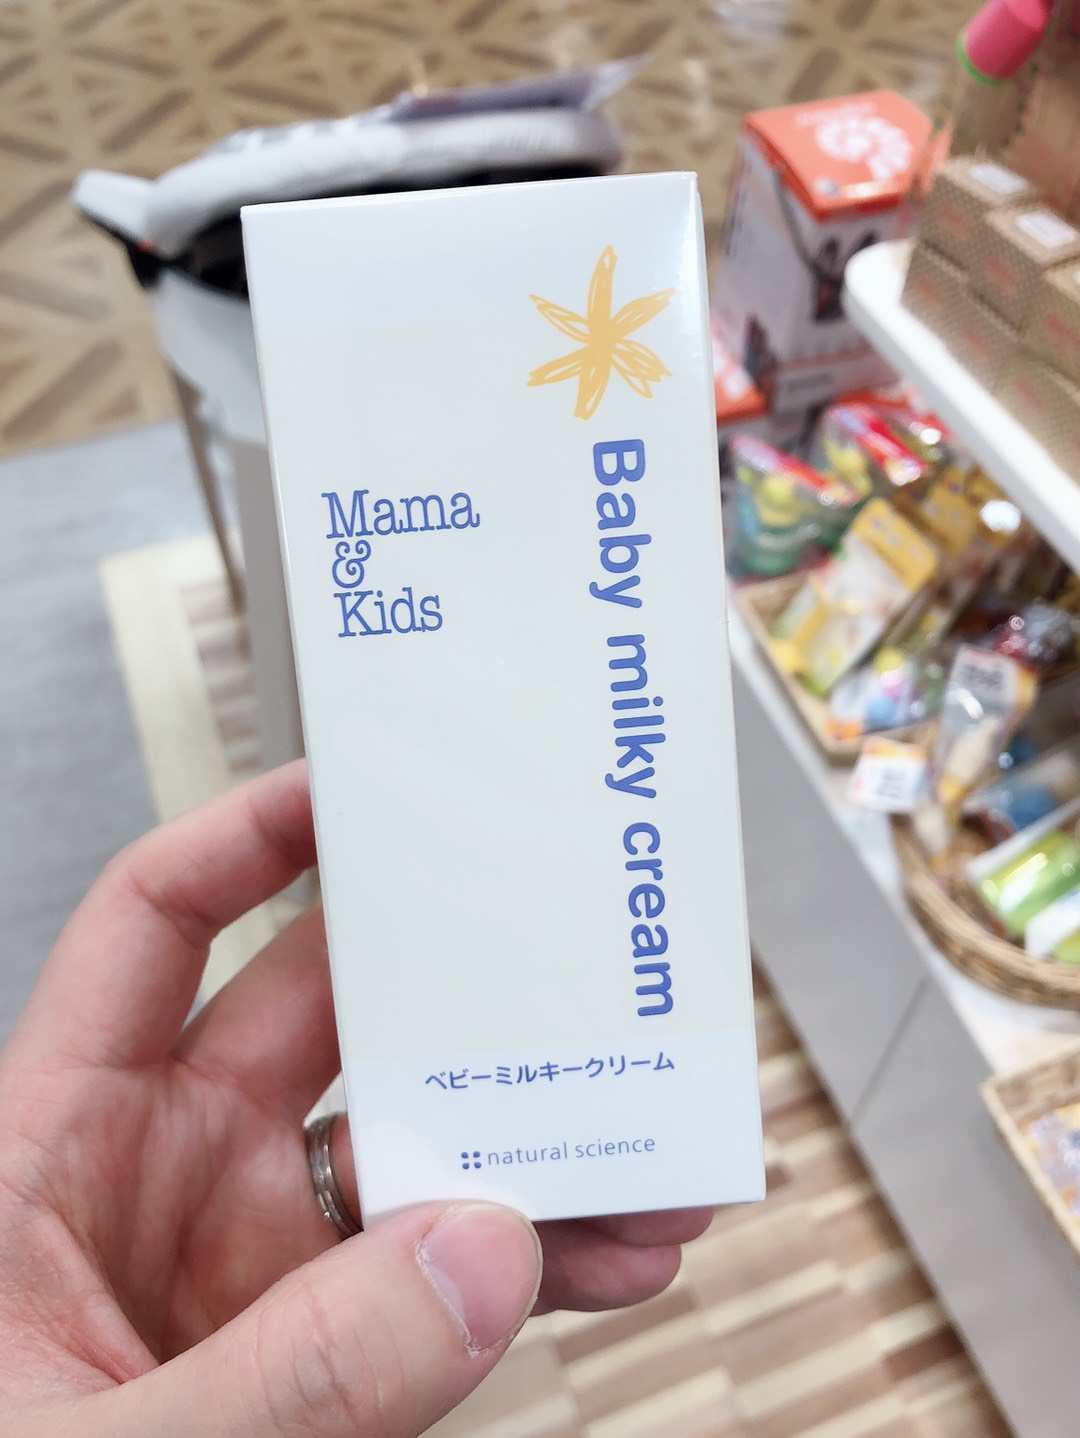 Mama
&
Kids
Baby milky cream
ベビーミルキークリーム
natural science